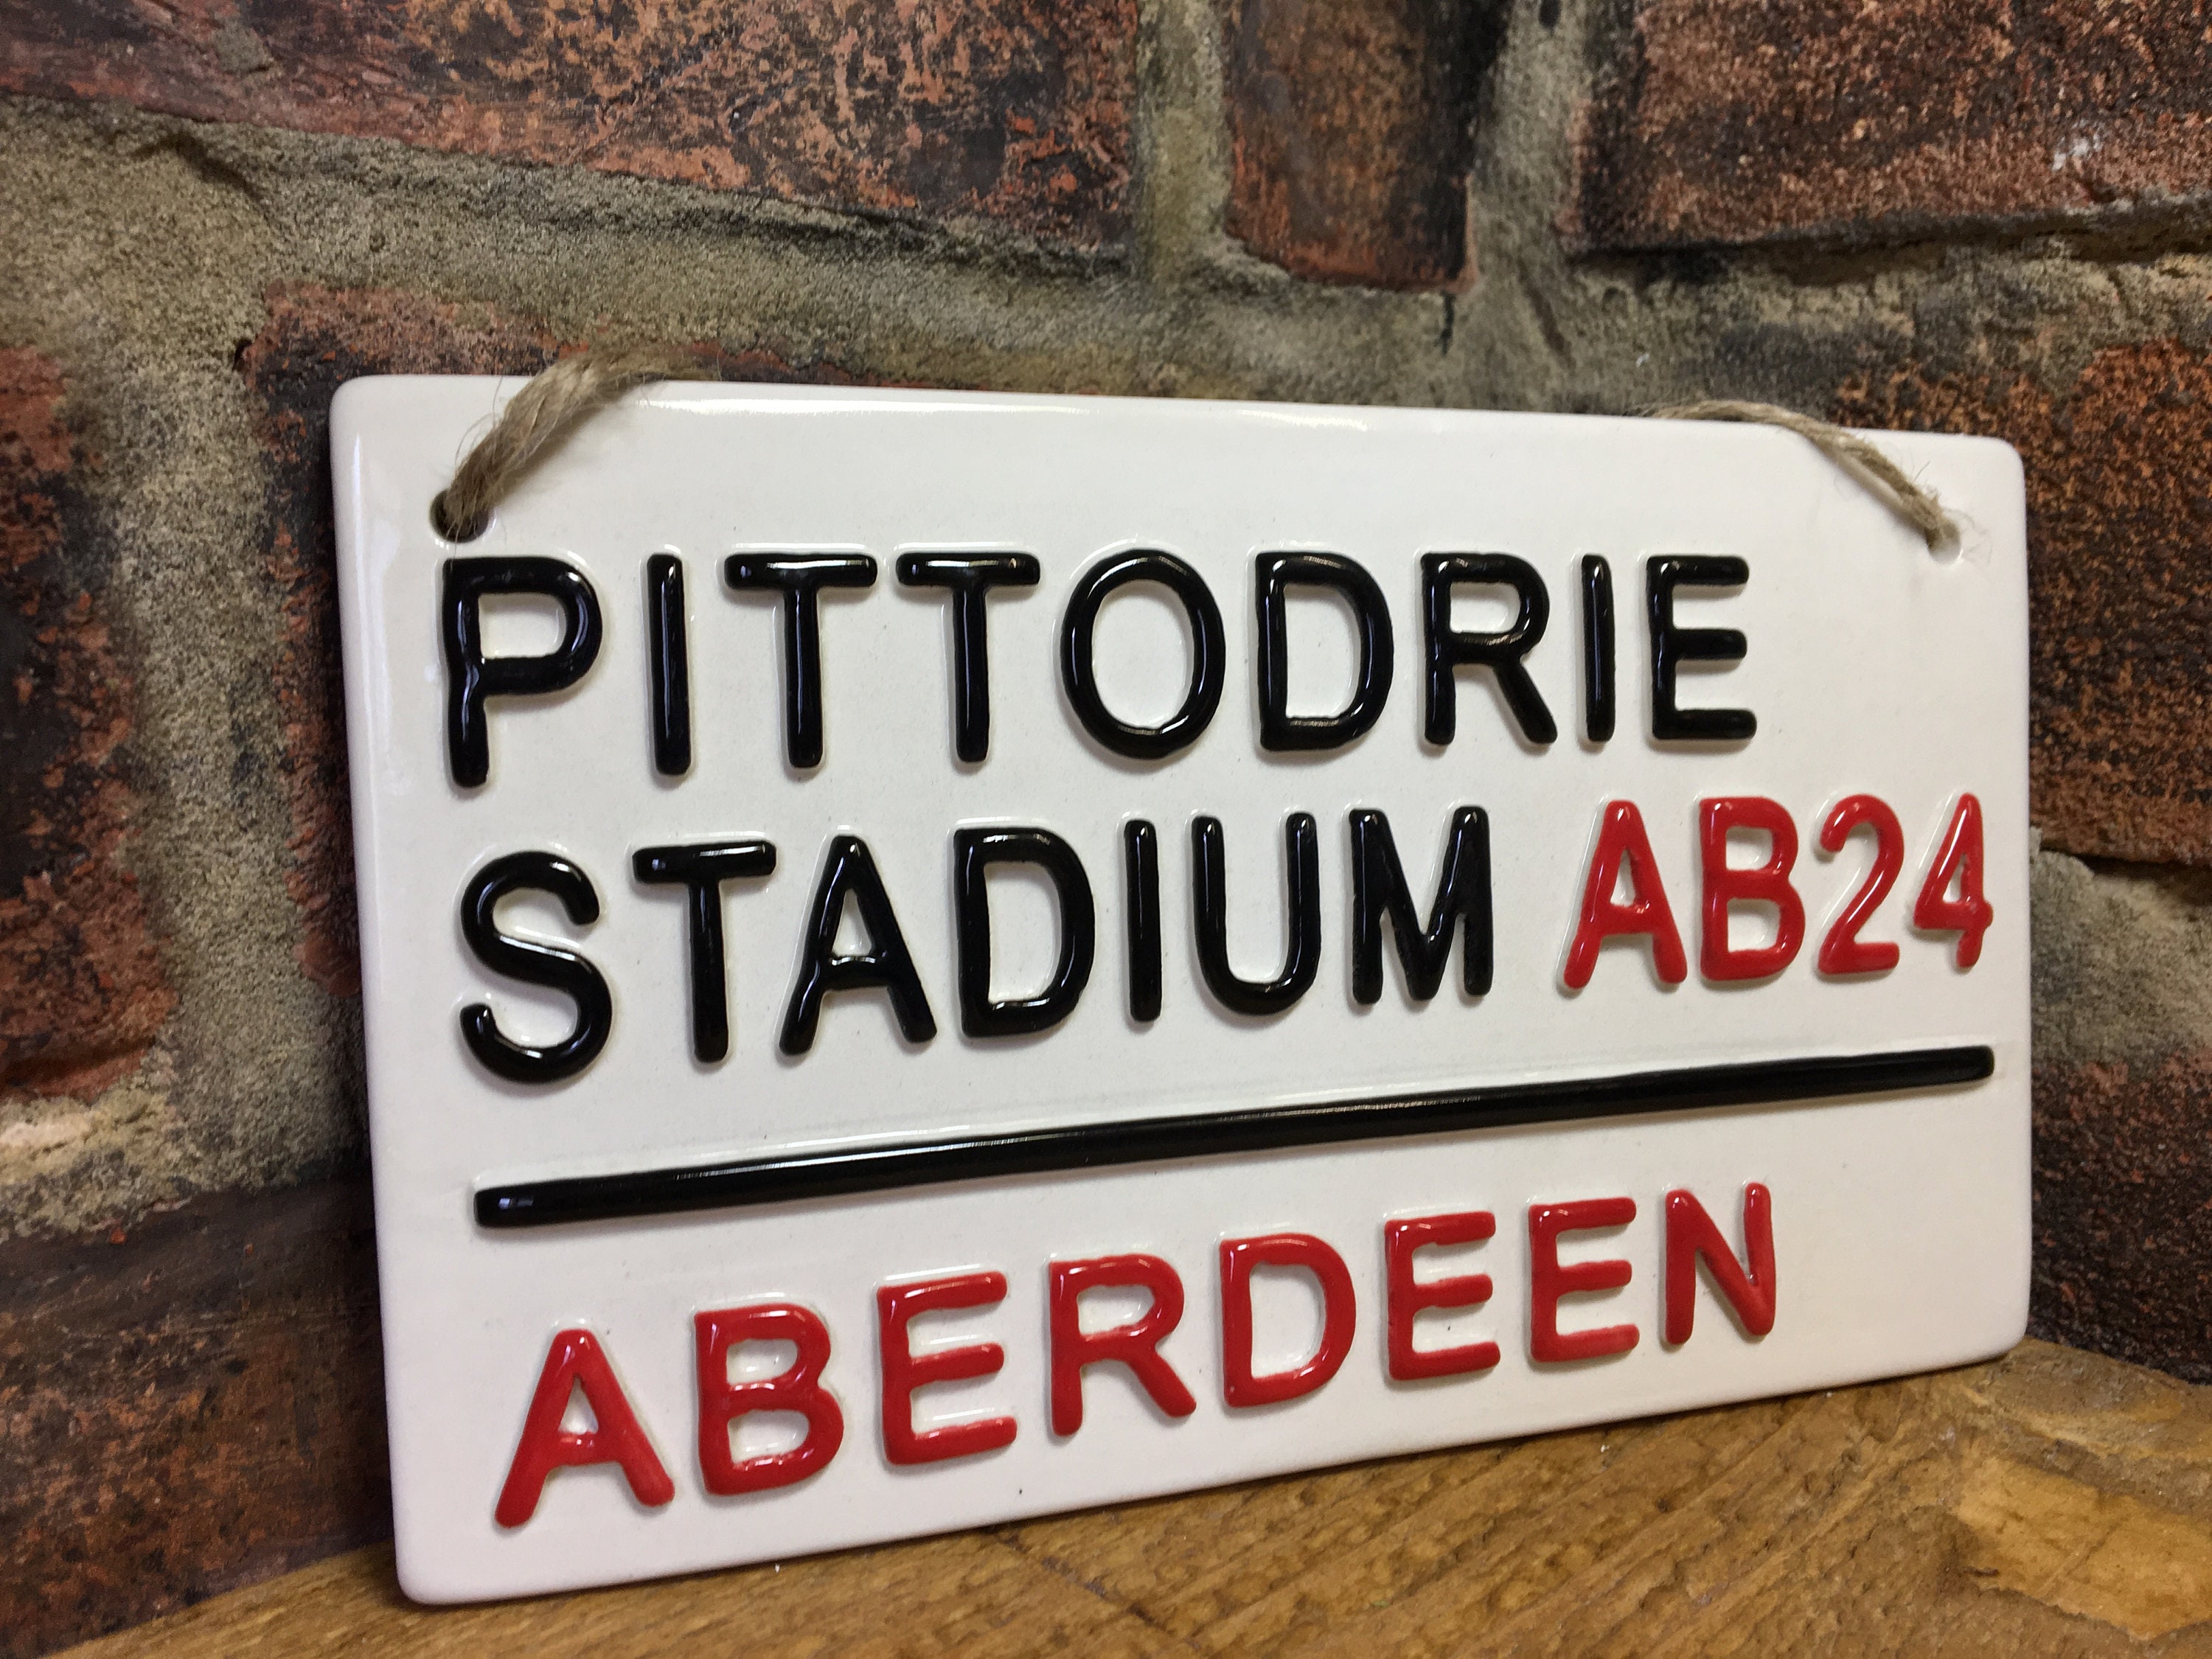 PITTODRIE
STADIUM AB24
ABERDEEN